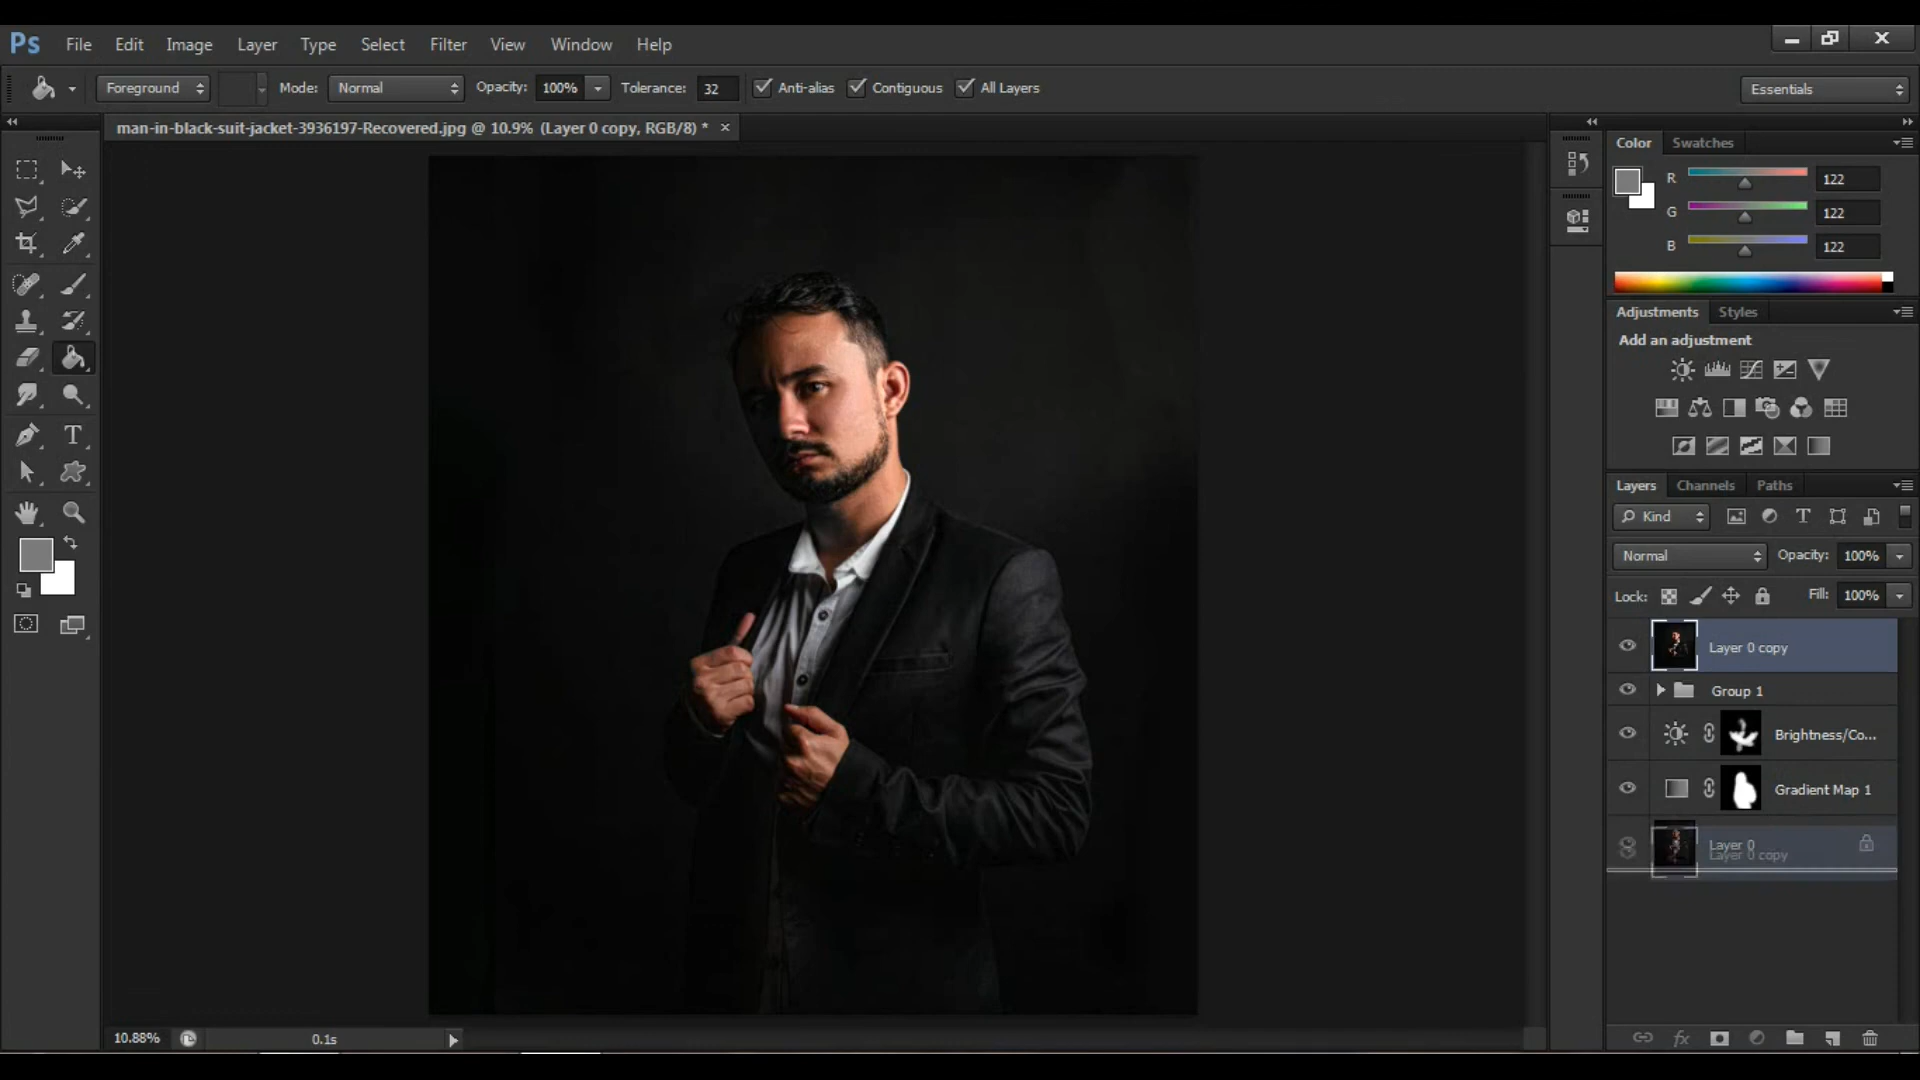 Ps File Edit Image Layer Type Select Filter View Window Help
Foreground Mode: Normal Opacity: 100% Tolerance: 32 Anti-alias Contiguous All Layers Essentials
man-in-black-suit-jacket-3936197-Recovered.jpg @ 10.9% (Layer 0 copy, RGB/8) *
Color Swatches
R 122
G 122
B 122
Adjustments Styles
Add an adjustment
Layers Channels Paths
Kind
Normal Opacity: 100%
Lock: Fill: 100%
Layer 0 copy
Group 1
Brightness/Co...
Gradient Map 1
Layer 0
Layer 0 copy
10.88% 0.1s